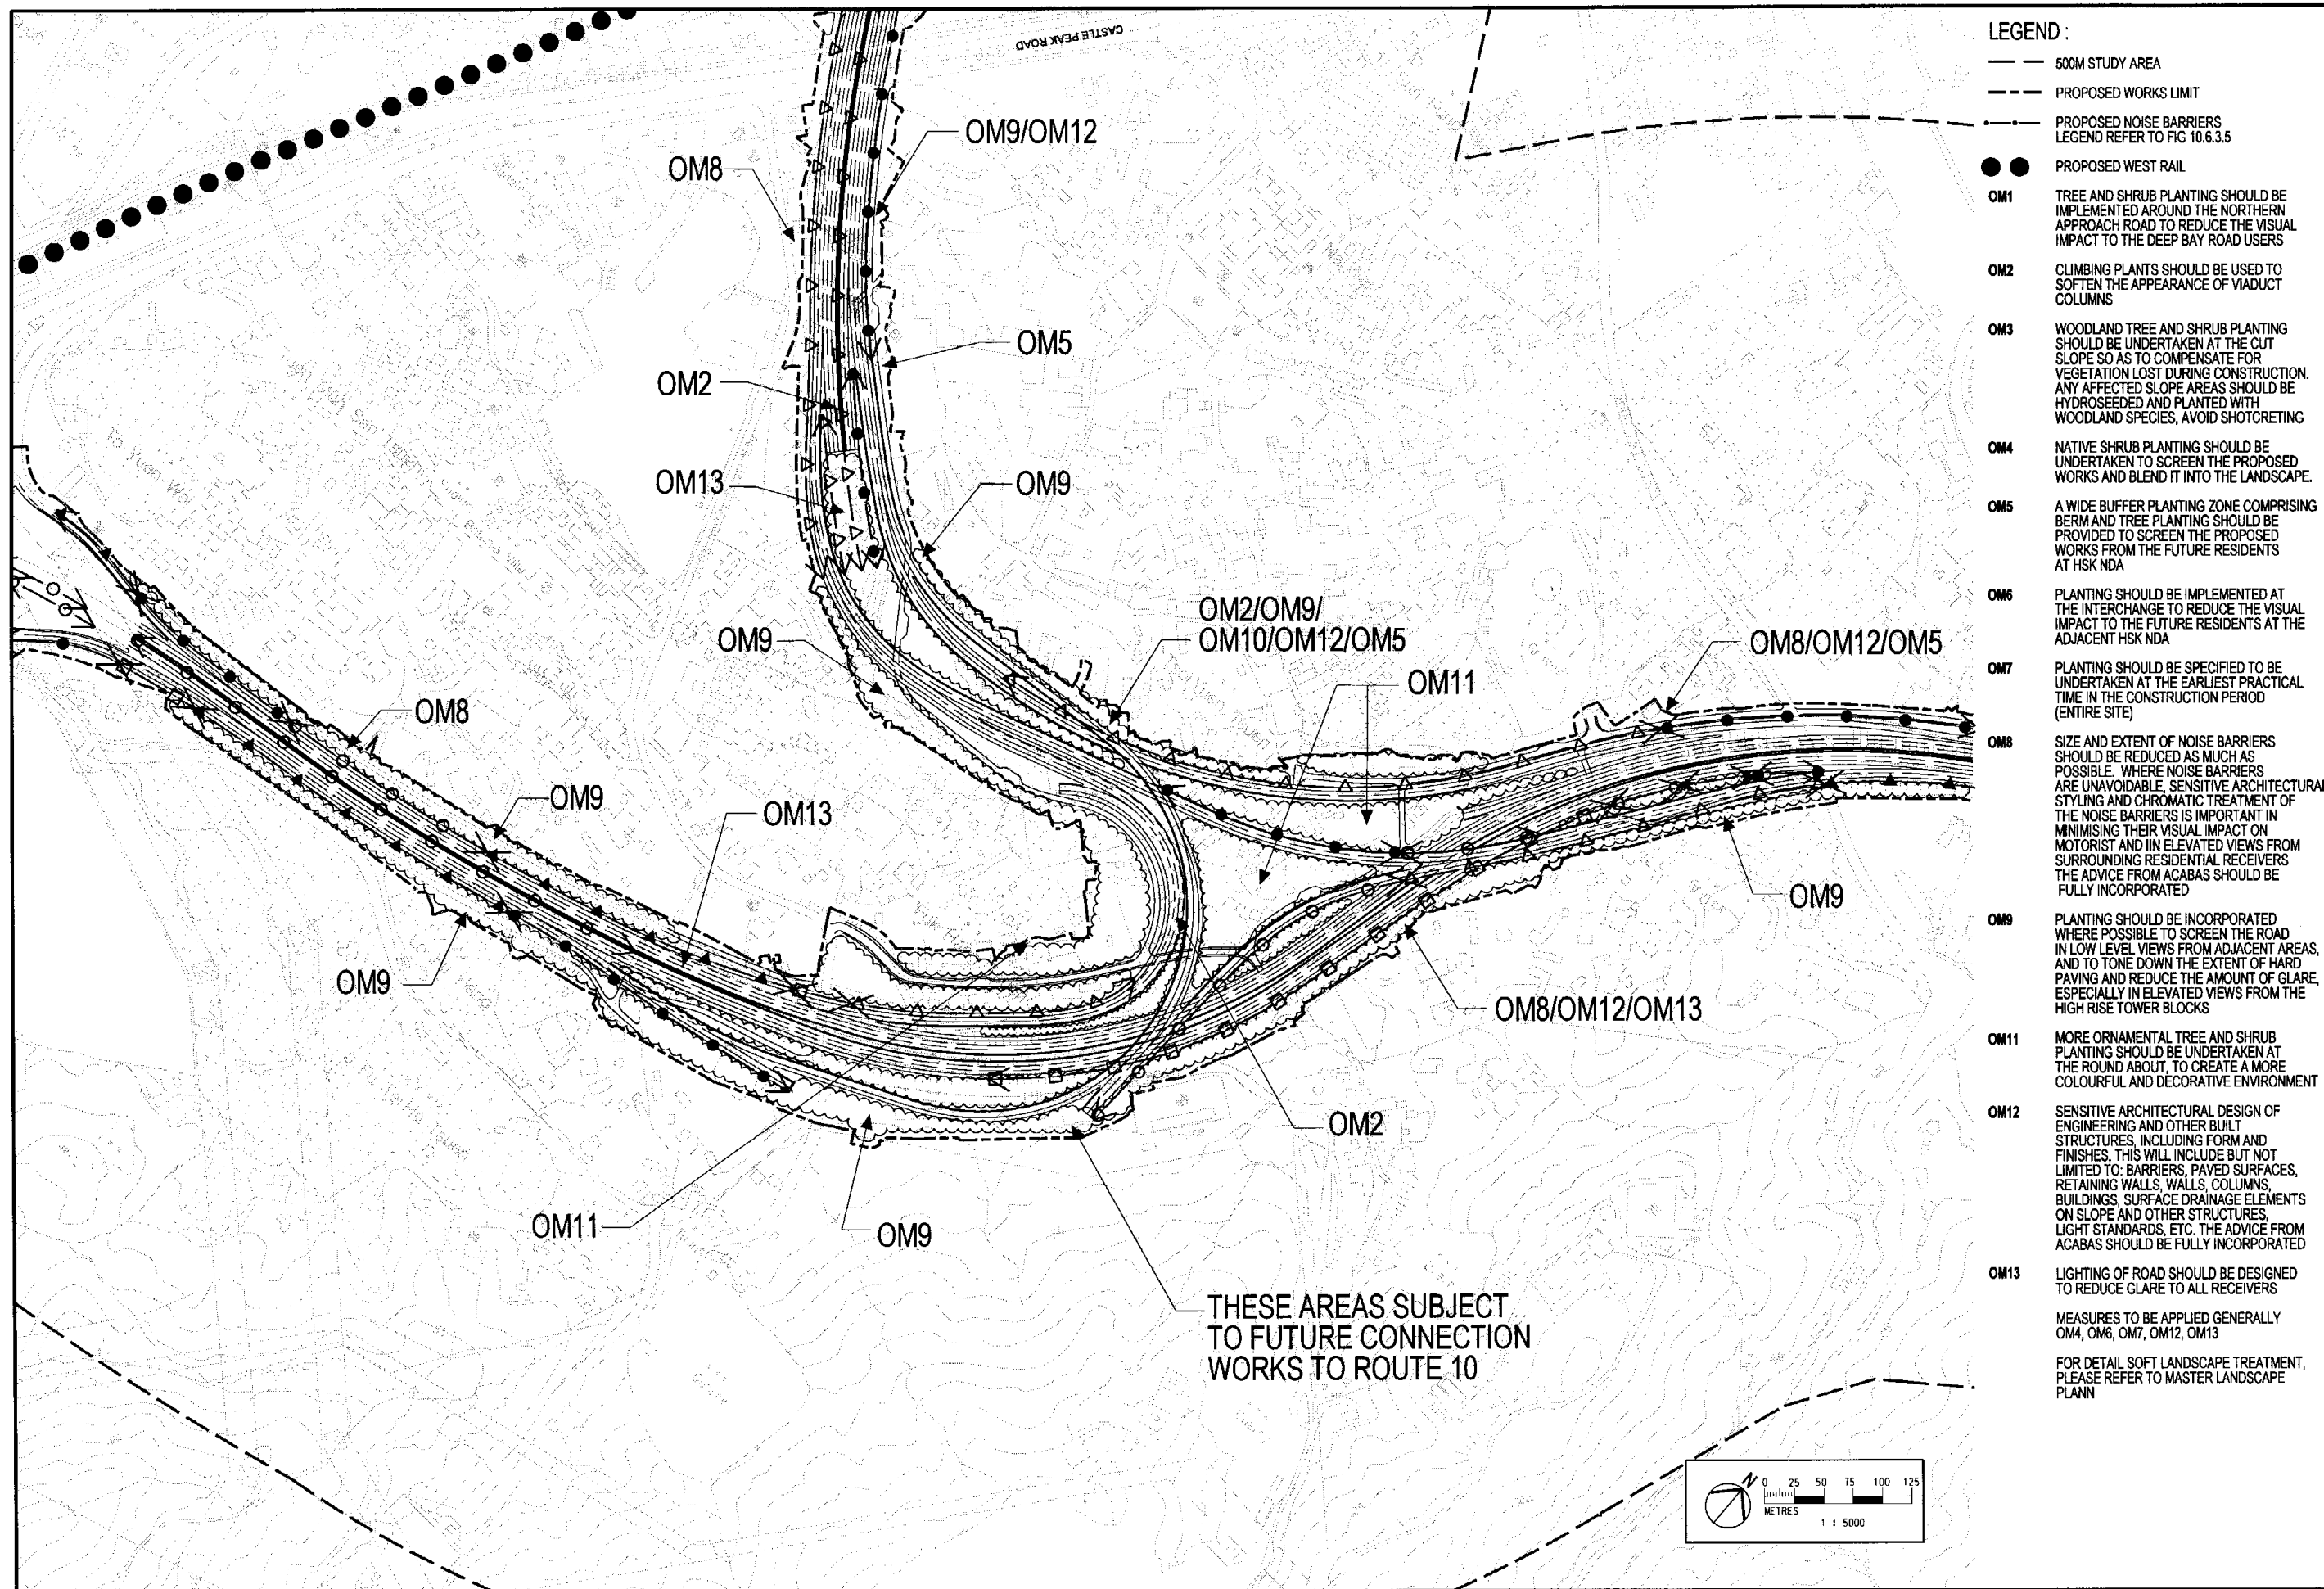 CASTLE PEAK ROAD
OM9/OM12
OM8
OM5
OM2
OM13
OM9
OM9
OM2/OM9/
OM10/OM12/OM5
OM8/OM12/OM5
OM11
OM8
OM9
OM13
OM9
OM9
OM8/OM12/OM13
OM2
OM11
OM9
THESE AREAS SUBJECT
TO FUTURE CONNECTION
WORKS TO ROUTE 10
N
0 25 50 75 100 125
METRES
1 : 5000
LEGEND :
500M STUDY AREA
PROPOSED WORKS LIMIT
PROPOSED NOISE BARRIERS
LEGEND REFER TO FIG 10.6.3.5
PROPOSED WEST RAIL
OM1 TREE AND SHRUB PLANTING SHOULD BE
IMPLEMENTED AROUND THE NORTHERN
APPROACH ROAD TO REDUCE THE VISUAL
IMPACT TO THE DEEP BAY ROAD USERS
OM2 CLIMBING PLANTS SHOULD BE USED TO
SOFTEN THE APPEARANCE OF VIADUCT
COLUMNS
OM3 WOODLAND TREE AND SHRUB PLANTING
SHOULD BE UNDERTAKEN AT THE CUT
SLOPE SO AS TO COMPENSATE FOR
VEGETATION LOST DURING CONSTRUCTION.
ANY AFFECTED SLOPE AREAS SHOULD BE
HYDROSEEDED AND PLANTED WITH
WOODLAND SPECIES, AVOID SHOTCRETING
OM4 NATIVE SHRUB PLANTING SHOULD BE
UNDERTAKEN TO SCREEN THE PROPOSED
WORKS AND BLEND IT INTO THE LANDSCAPE.
OM5 A WIDE BUFFER PLANTING ZONE COMPRISING
BERM AND TREE PLANTING SHOULD BE
PROVIDED TO SCREEN THE PROPOSED
WORKS FROM THE FUTURE RESIDENTS
AT HSK NDA
OM6 PLANTING SHOULD BE IMPLEMENTED AT
THE INTERCHANGE TO REDUCE THE VISUAL
IMPACT TO THE FUTURE RESIDENTS AT THE
ADJACENT HSK NDA
OM7 PLANTING SHOULD BE SPECIFIED TO BE
UNDERTAKEN AT THE EARLIEST PRACTICAL
TIME IN THE CONSTRUCTION PERIOD
(ENTIRE SITE)
OM8 SIZE AND EXTENT OF NOISE BARRIERS
SHOULD BE REDUCED AS MUCH AS
POSSIBLE. WHERE NOISE BARRIERS
ARE UNAVOIDABLE, SENSITIVE ARCHITECTURAL
STYLING AND CHROMATIC TREATMENT OF
THE NOISE BARRIERS IS IMPORTANT IN
MINIMISING THEIR VISUAL IMPACT ON
MOTORIST AND IIN ELEVATED VIEWS FROM
SURROUNDING RESIDENTIAL RECEIVERS
THE ADVICE FROM ACABAS SHOULD BE
FULLY INCORPORATED
OM9 PLANTING SHOULD BE INCORPORATED
WHERE POSSIBLE TO SCREEN THE ROAD
IN LOW LEVEL VIEWS FROM ADJACENT AREAS,
AND TO TONE DOWN THE EXTENT OF HARD
PAVING AND REDUCE THE AMOUNT OF GLARE,
ESPECIALLY IN ELEVATED VIEWS FROM THE
HIGH RISE TOWER BLOCKS
OM11 MORE ORNAMENTAL TREE AND SHRUB
PLANTING SHOULD BE UNDERTAKEN AT
THE ROUND ABOUT, TO CREATE A MORE
COLOURFUL AND DECORATIVE ENVIRONMENT
OM12 SENSITIVE ARCHITECTURAL DESIGN OF
ENGINEERING AND OTHER BUILT
STRUCTURES, INCLUDING FORM AND
FINISHES, THIS WILL INCLUDE BUT NOT
LIMITED TO: BARRIERS, PAVED SURFACES,
RETAINING WALLS, WALLS, COLUMNS,
BUILDINGS, SURFACE DRAINAGE ELEMENTS
ON SLOPE AND OTHER STRUCTURES,
LIGHT STANDARDS, ETC. THE ADVICE FROM
ACABAS SHOULD BE FULLY INCORPORATED
OM13 LIGHTING OF ROAD SHOULD BE DESIGNED
TO REDUCE GLARE TO ALL RECEIVERS
MEASURES TO BE APPLIED GENERALLY
OM4, OM6, OM7, OM12, OM13
FOR DETAIL SOFT LANDSCAPE TREATMENT,
PLEASE REFER TO MASTER LANDSCAPE
PLANN